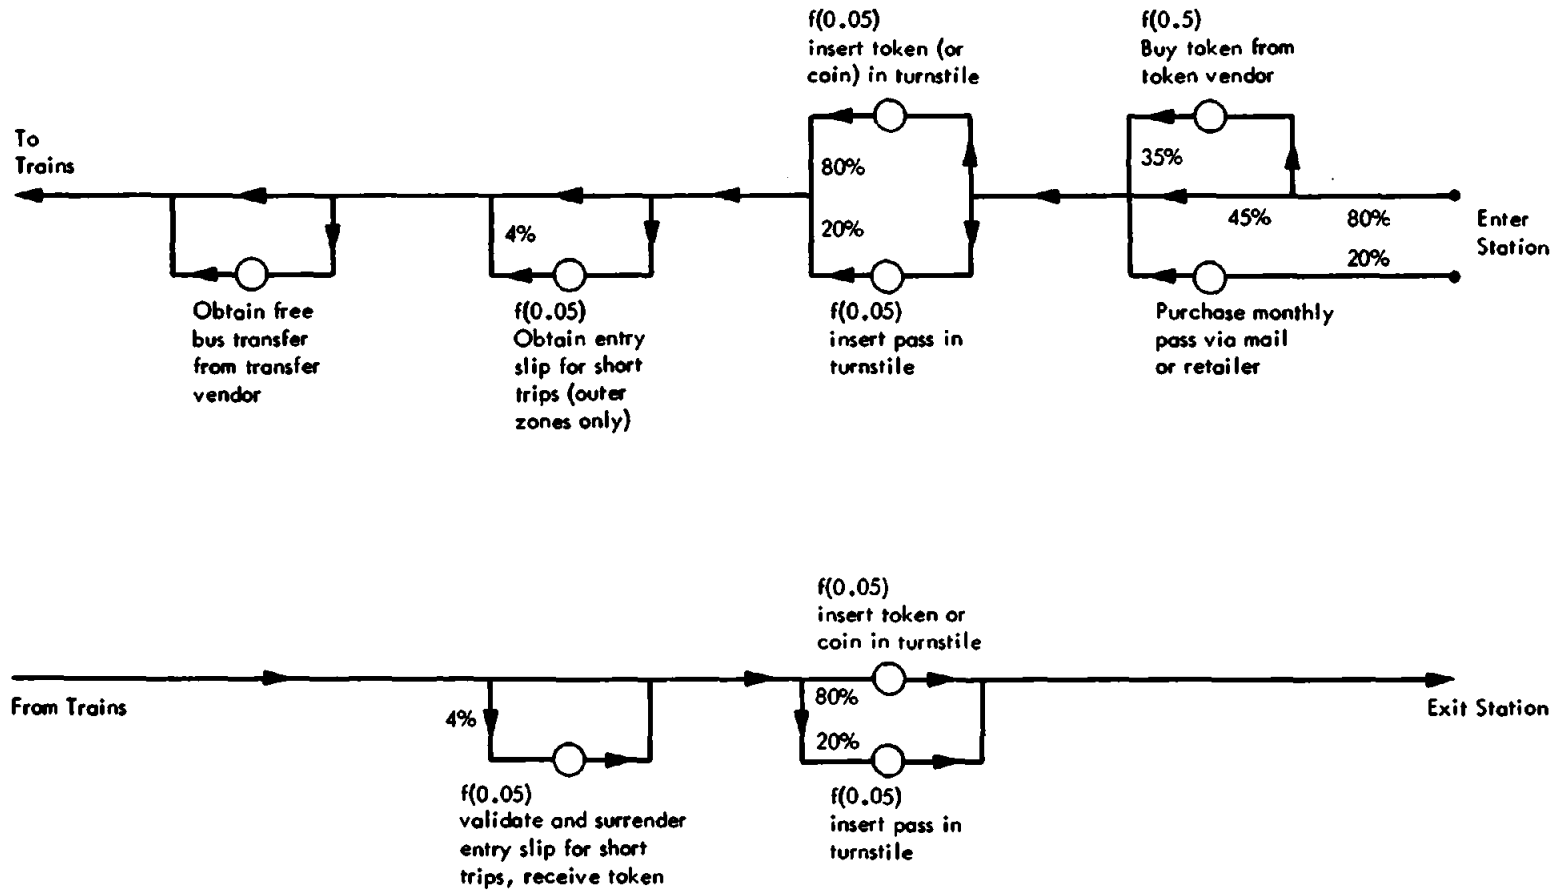 f(0.05)
insert token (or
coin) in turnstile
f(0.5)
Buy token from
token vendor
To
Trains
80%
20%
35%
45%
80%
20%
Enter
Station
4%
Obtain free
bus transfer
from transfer
vendor
f(0.05)
Obtain entry
slip for short
trips (outer
zones only)
f(0.05)
insert pass in
turnstile
Purchase monthly
pass via mail
or retailer
f(0.05)
insert token or
coin in turnstile
From Trains
4%
80%
20%
Exit Station
f(0.05)
validate and surrender
entry slip for short
trips, receive token
f(0.05)
insert pass in
turnstile